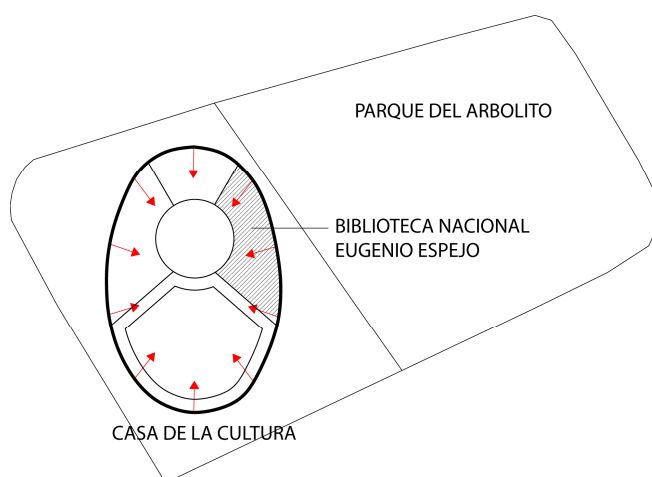 PARQUE DEL ARBOLITO
BIBLIOTECA NACIONAL
EUGENIO ESPEJO
CASA DE LA CULTURA